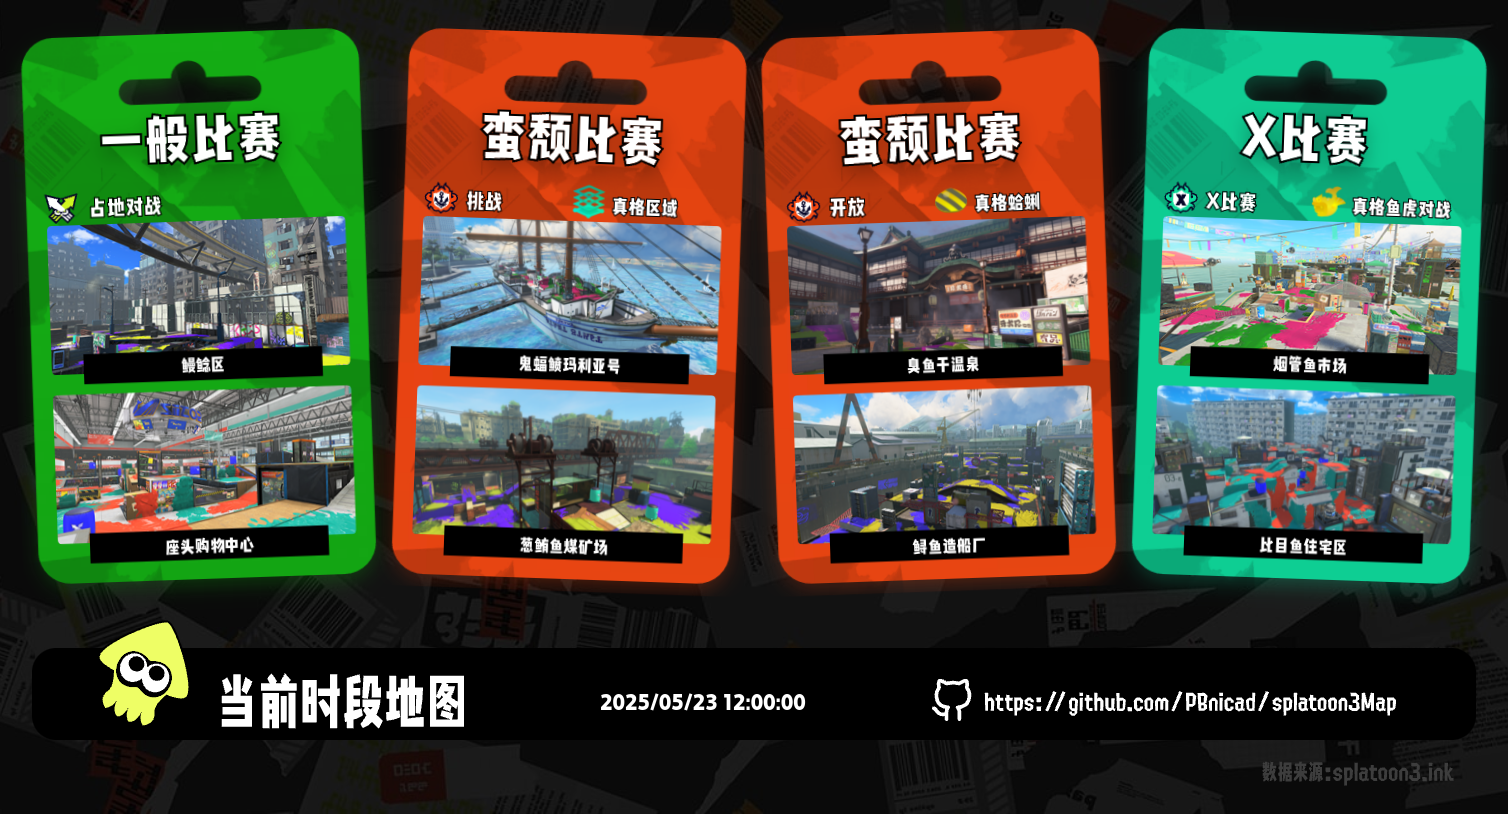 一般比赛
占地对战
鳗鲶区
座头购物中心
蛮颓比赛
挑战
真格区域
鬼蝠鲼玛利亚号
葱鲔鱼煤矿场
蛮颓比赛
开放
真格蛤蜊
臭鱼干温泉
鲟鱼造船厂
X比赛
X比赛
真格鱼虎对战
烟管鱼市场
比目鱼住宅区
当前时段地图
2025/05/23 12:00:00
https://github.com/PBnicad/splatoon3Map
数据来源:splatoon3.ink